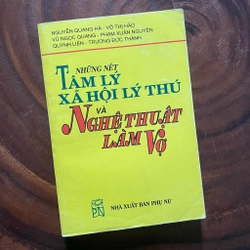 NGUYỄN QUANG HÀ - VÕ THỊ HẢO
VŨ NGỌC QUANG - PHẠM XUÂN NGUYÊN
QUỲNH LIÊN - TRƯƠNG ĐỨC THÀNH
NHỮNG NÉT
TÂM LÝ
XÃ HỘI LÝ THÚ
VÀ
NGHỆ THUẬT
LÀM VỢ
NHÀ XUẤT BẢN PHỤ NỮ